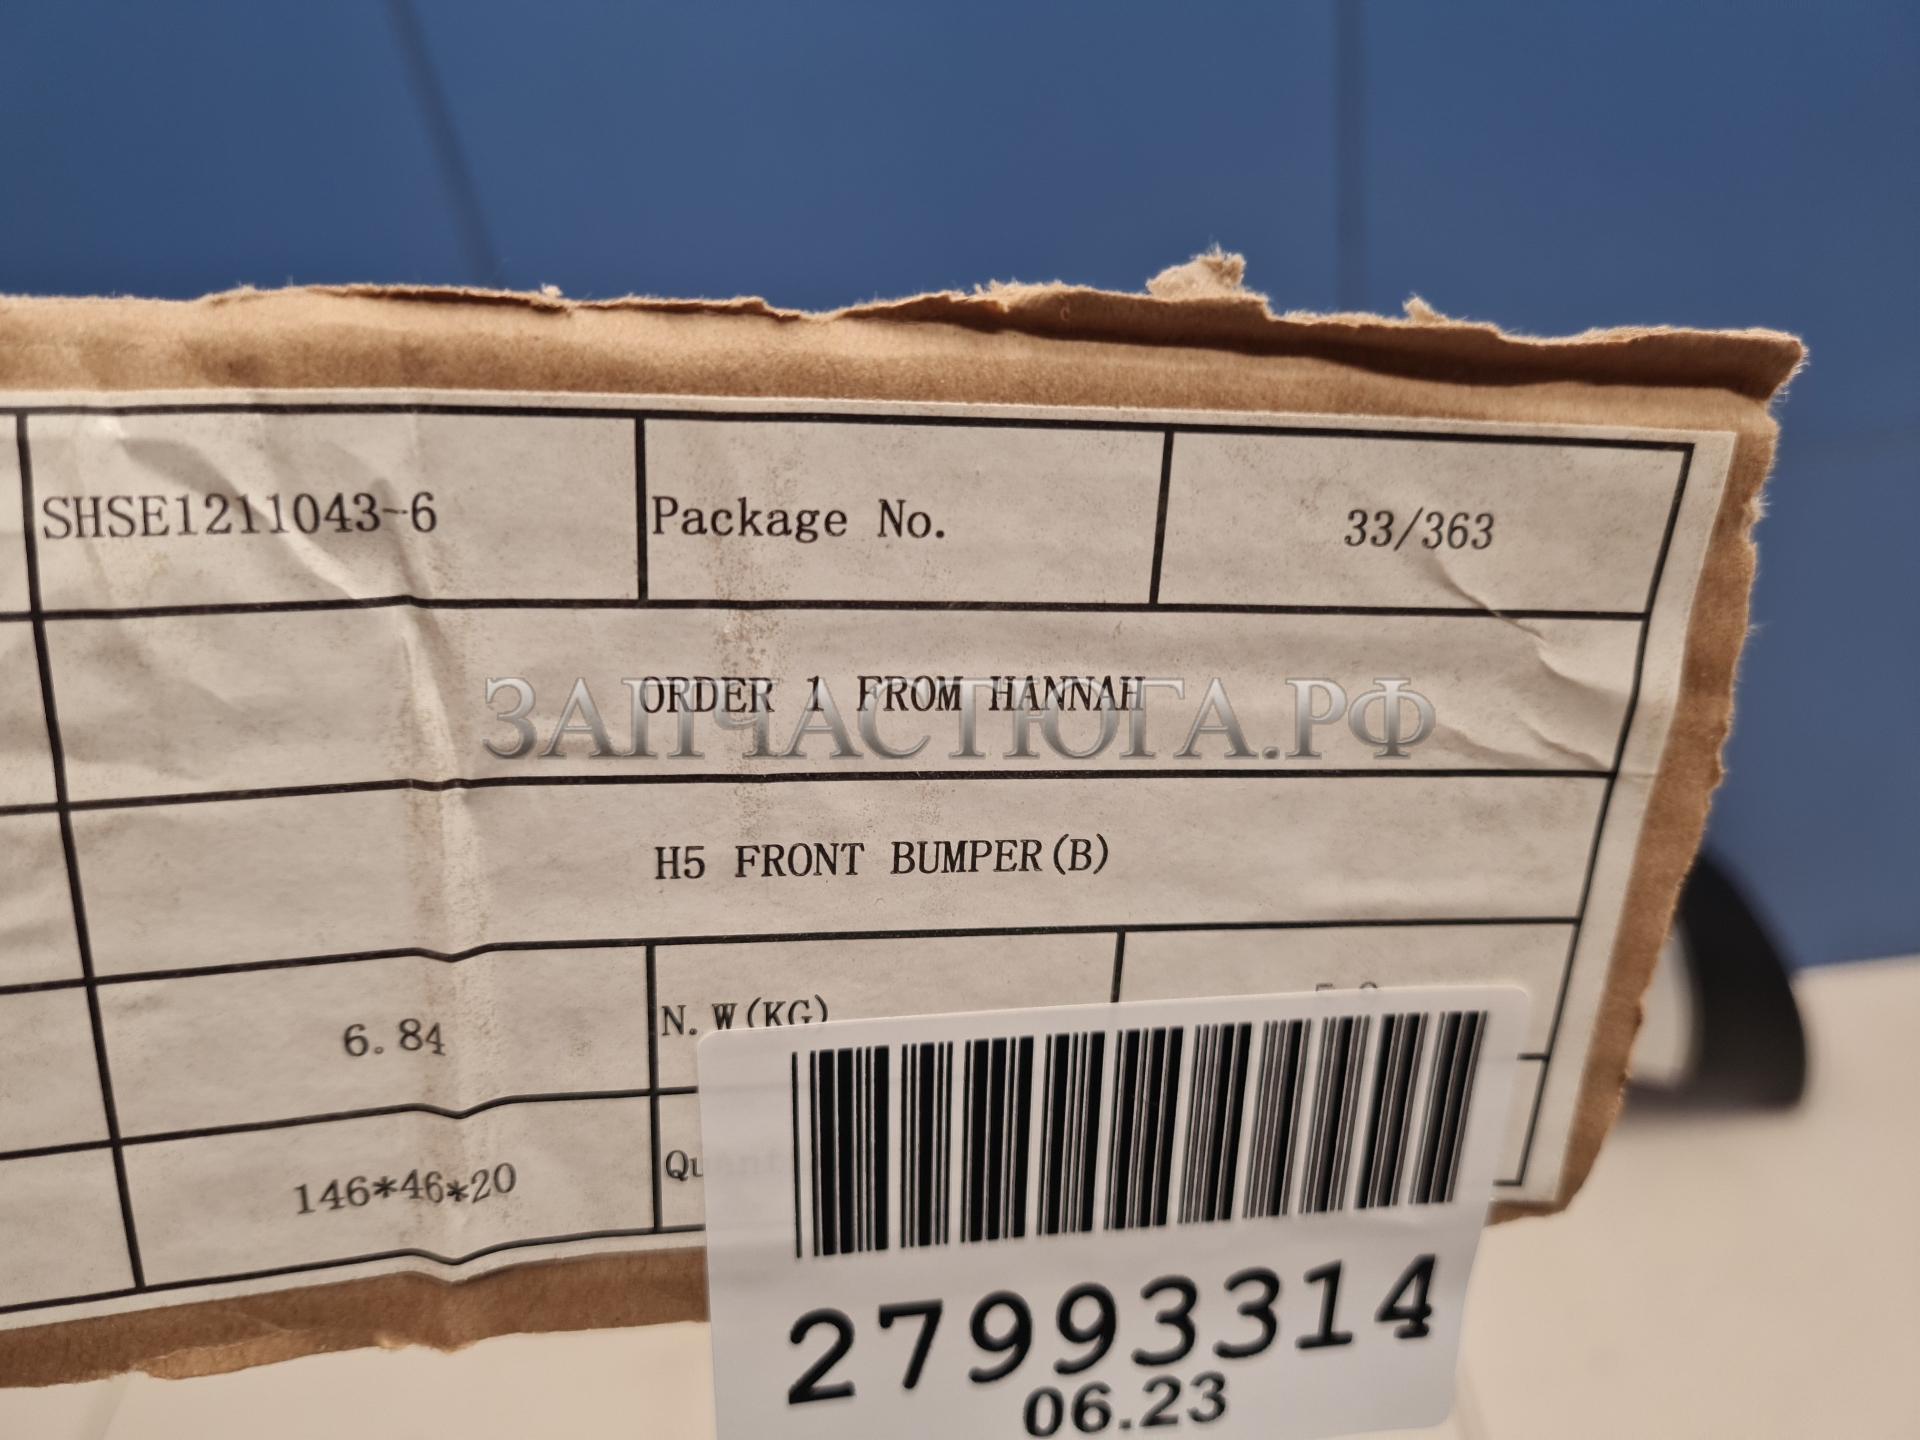 SHSE1211043-6 Package No. 33/363
ORDER 1 FROM HANNAH
ЗАПЧАСТЮГА.РФ
H5 FRONT BUMPER(B)
6.84 N.W(KG)
146*46*20
27993314
06.23